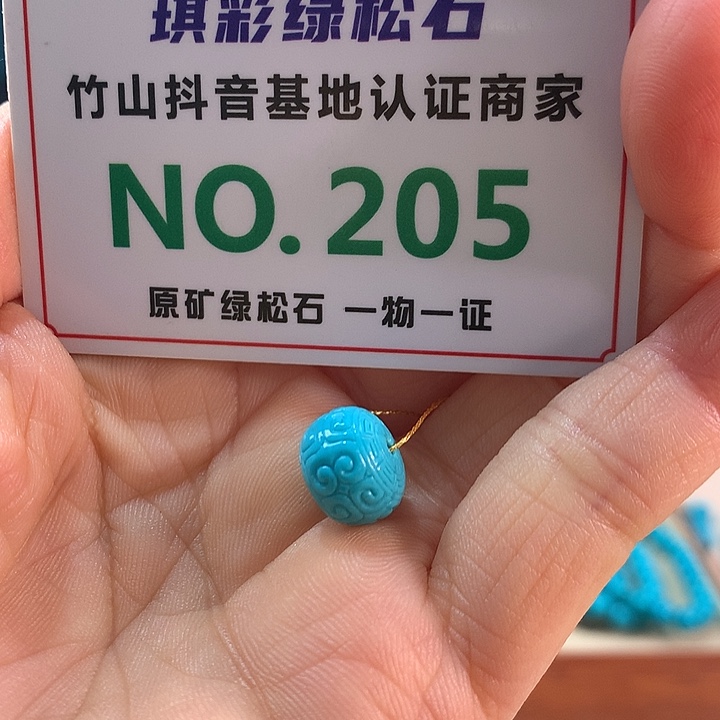 琪彩绿松石
竹山抖音基地认证商家
NO. 205
原矿绿松石 一物一证